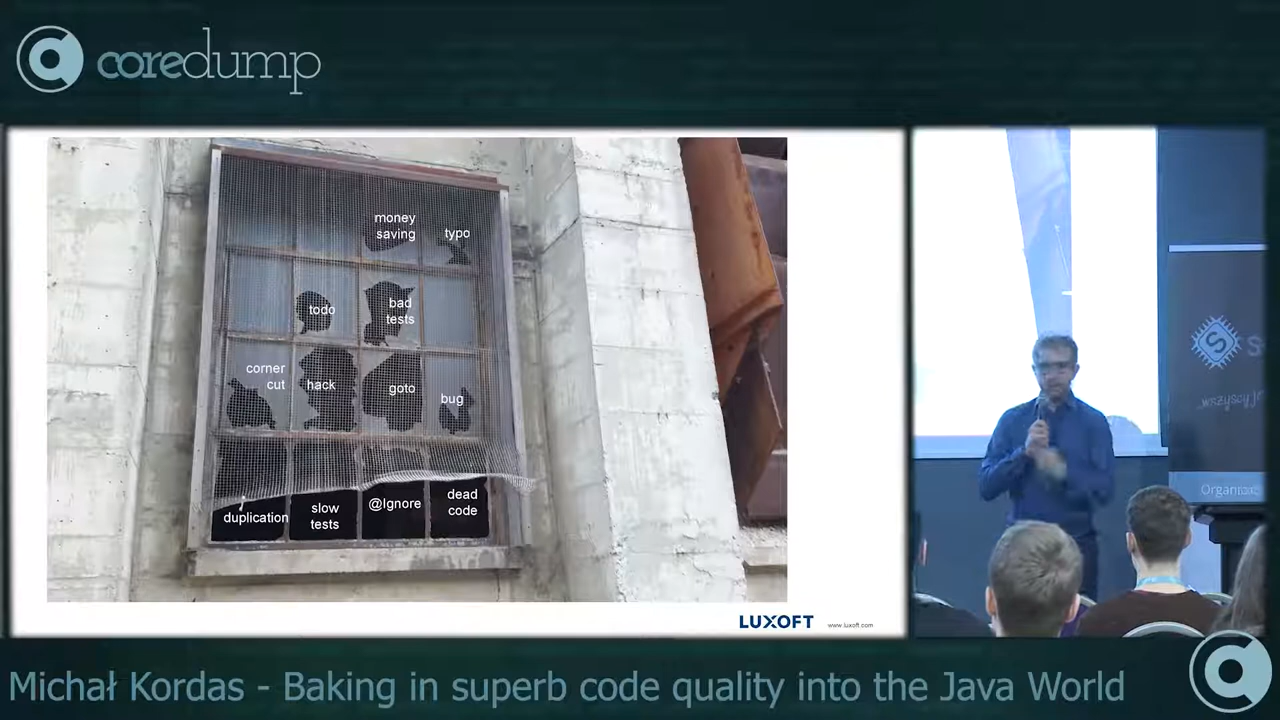 coredump
money
saving
typo
todo
bad
tests
corner
cut
hack
goto
bug
duplication
slow
tests
@Ignore
dead
code
LUXOFT
www.luxoft.com
S
wszyscy
Michał Kordas - Baking in superb code quality into the Java World